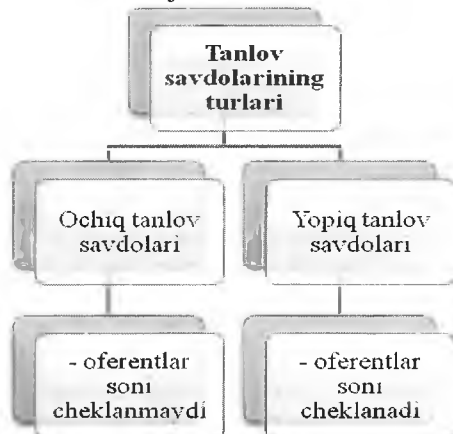 Tanlov
savdolarining
turlari
Ochiq tanlov
savdolari
Yopiq tanlov
savdolari
- oferentlar
soni
cheklanmaydi
- oferentlar
soni
cheklanadi